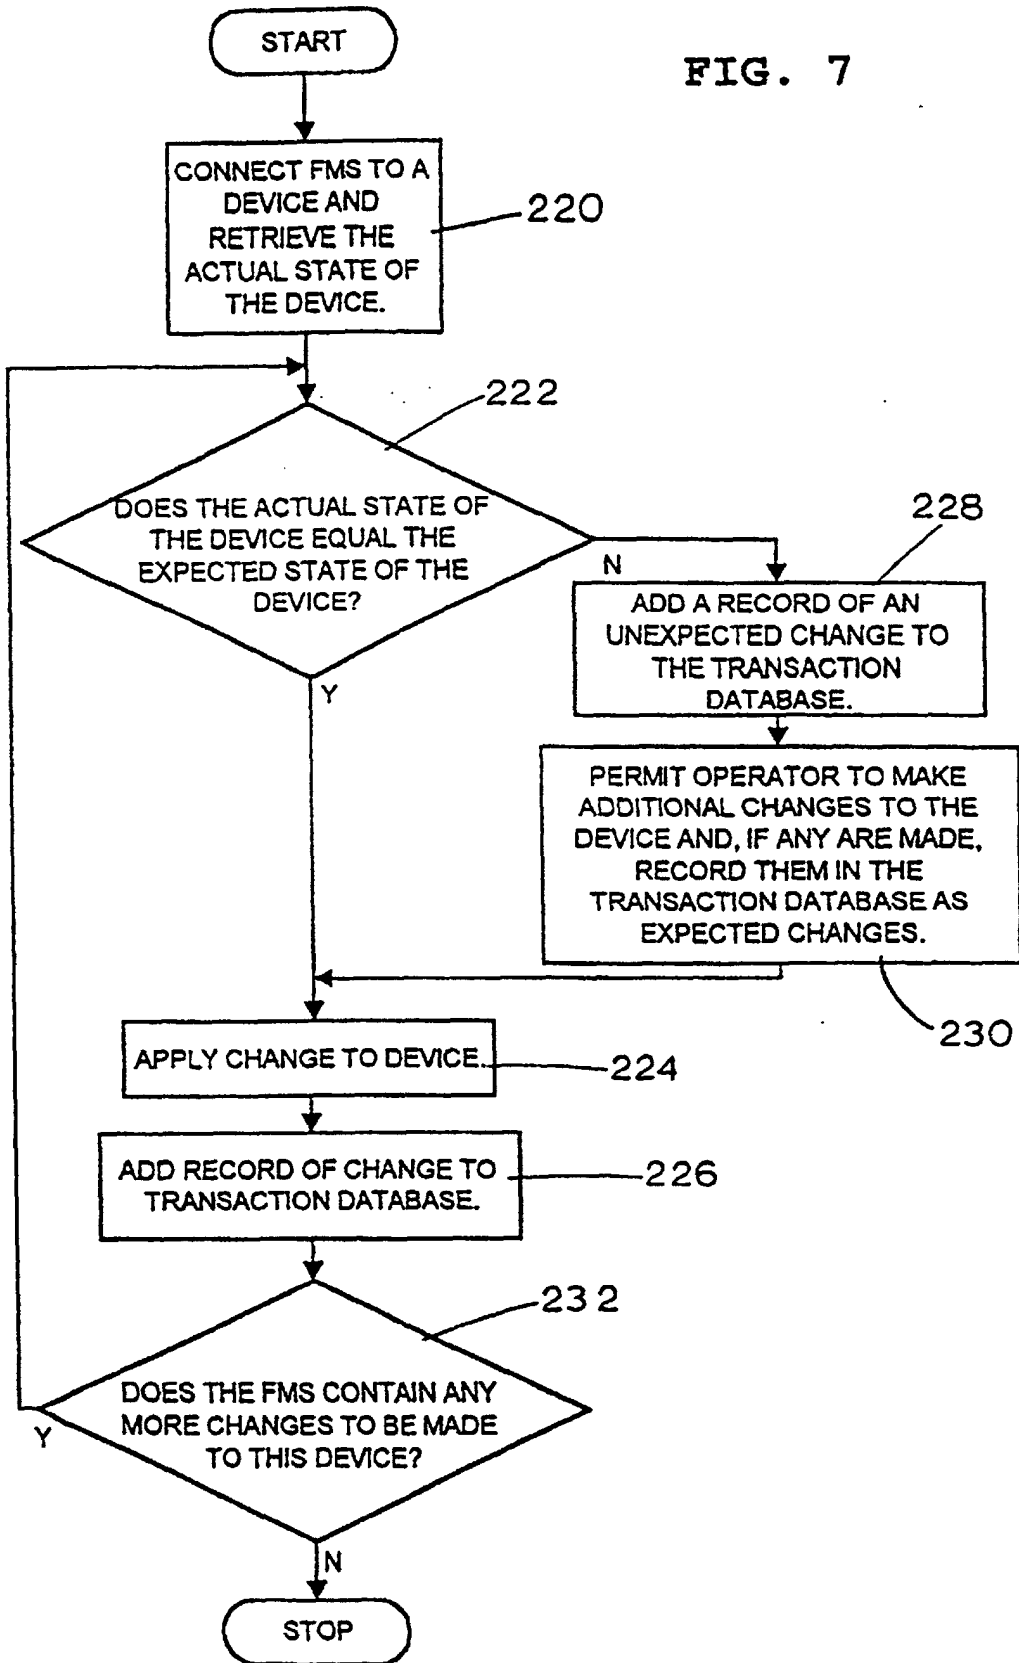 START
FIG. 7
CONNECT FMS TO A
DEVICE AND
RETRIEVE THE
ACTUAL STATE OF
THE DEVICE.
220
222
DOES THE ACTUAL STATE OF
THE DEVICE EQUAL THE
EXPECTED STATE OF THE
DEVICE?
N
Y
228
ADD A RECORD OF AN
UNEXPECTED CHANGE TO
THE TRANSACTION
DATABASE.
PERMIT OPERATOR TO MAKE
ADDITIONAL CHANGES TO THE
DEVICE AND, IF ANY ARE MADE,
RECORD THEM IN THE
TRANSACTION DATABASE AS
EXPECTED CHANGES.
230
APPLY CHANGE TO DEVICE.
224
ADD RECORD OF CHANGE TO
TRANSACTION DATABASE.
226
232
DOES THE FMS CONTAIN ANY
MORE CHANGES TO BE MADE
TO THIS DEVICE?
Y
N
STOP